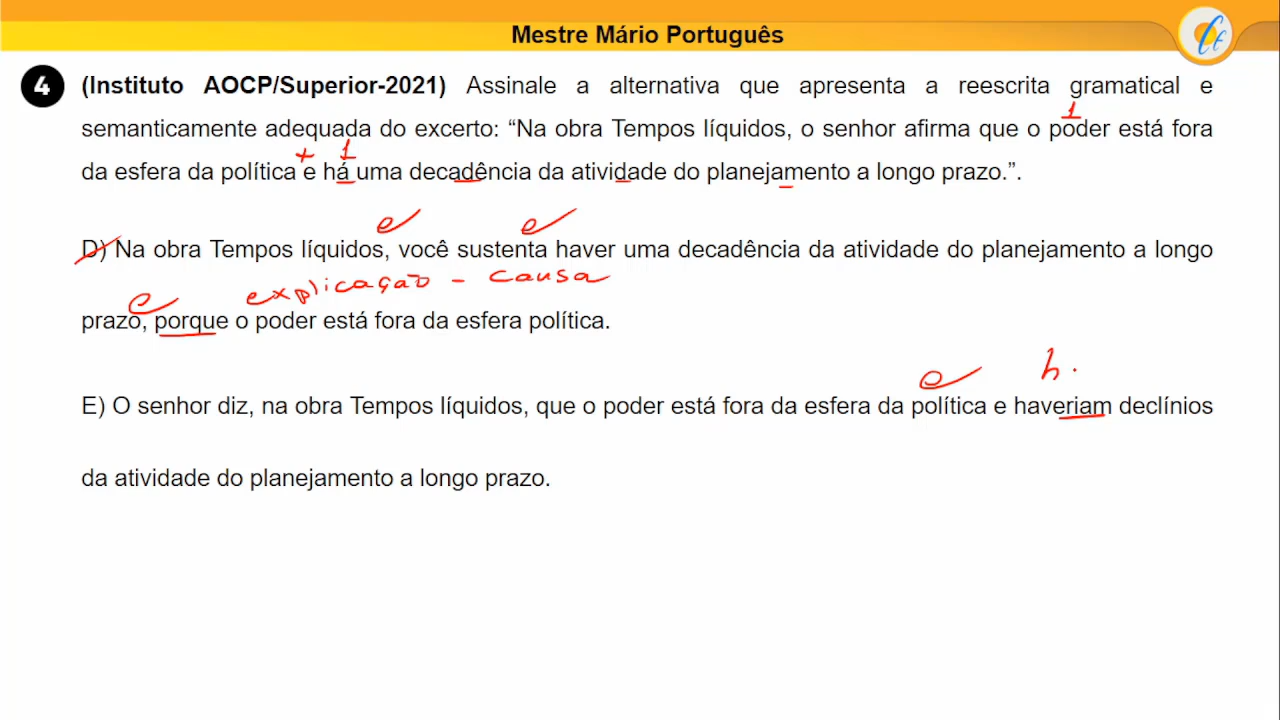 Mestre Mário Português
4 (Instituto AOCP/Superior-2021) Assinale a alternativa que apresenta a reescrita gramatical e
1
semanticamente adequada do excerto: “Na obra Tempos líquidos, o senhor afirma que o poder está fora
+ 1
da esfera da política e há uma decadência da atividade do planejamento a longo prazo.”.
e e
D) Na obra Tempos líquidos, você sustenta haver uma decadência da atividade do planejamento a longo
e explicação - causa
prazo, porque o poder está fora da esfera política.
e h.
E) O senhor diz, na obra Tempos líquidos, que o poder está fora da esfera da política e haveriam declínios
da atividade do planejamento a longo prazo.